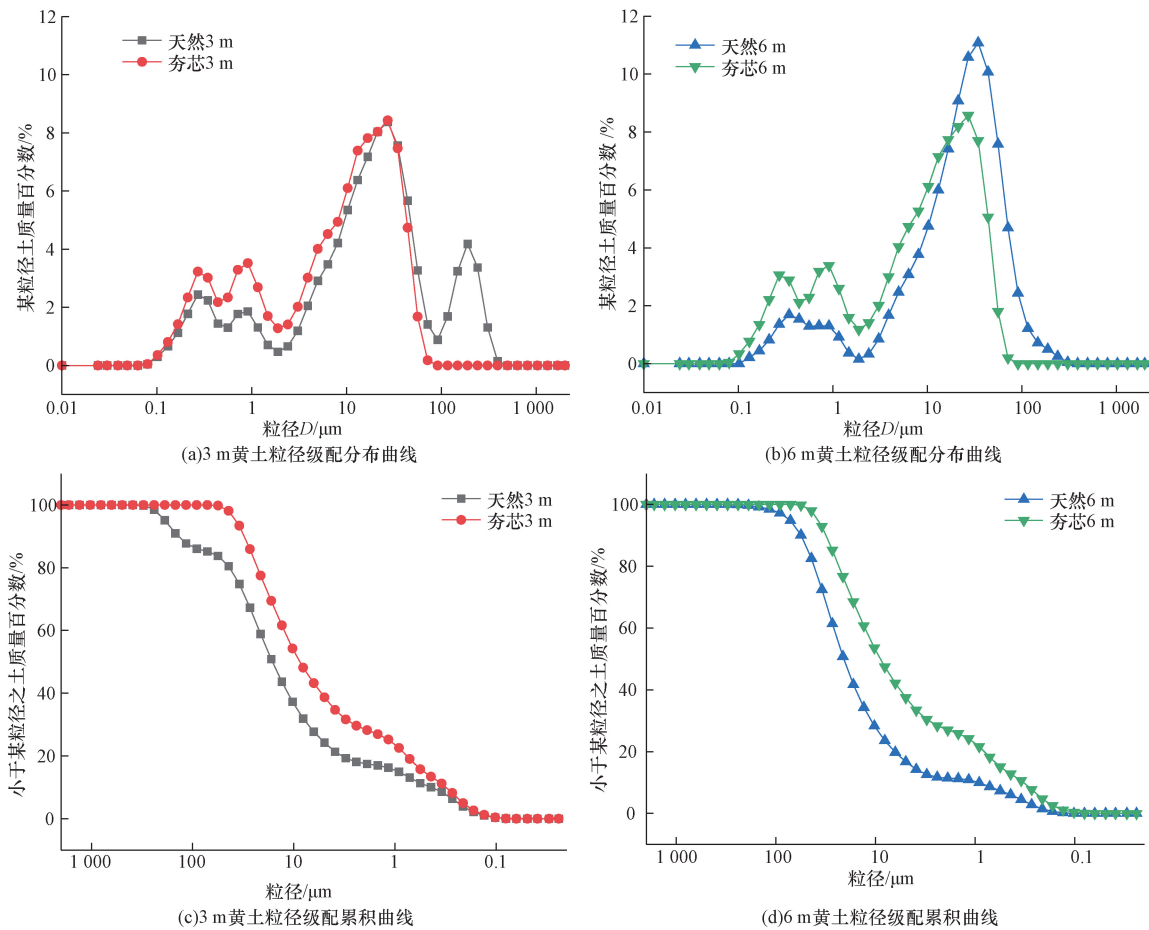 12
10
8
6
4
2
0
某粒径土质量百分数/%
天然3 m
夯芯3 m
0.01 0.1 1 10 100 1 000
粒径D/μm
(a)3 m黄土粒径级配分布曲线
12
10
8
6
4
2
0
某粒径土质量百分数/%
天然6 m
夯芯6 m
0.01 0.1 1 10 100 1 000
粒径D/μm
(b)6 m黄土粒径级配分布曲线
100
80
60
40
20
0
小于某粒径之土质量百分数/%
天然3 m
夯芯3 m
1 000 100 10 1 0.1
粒径/μm
(c)3 m黄土粒径级配累积曲线
100
80
60
40
20
0
小于某粒径之土质量百分数/%
天然6 m
夯芯6 m
1 000 100 10 1 0.1
粒径/μm
(d)6 m黄土粒径级配累积曲线